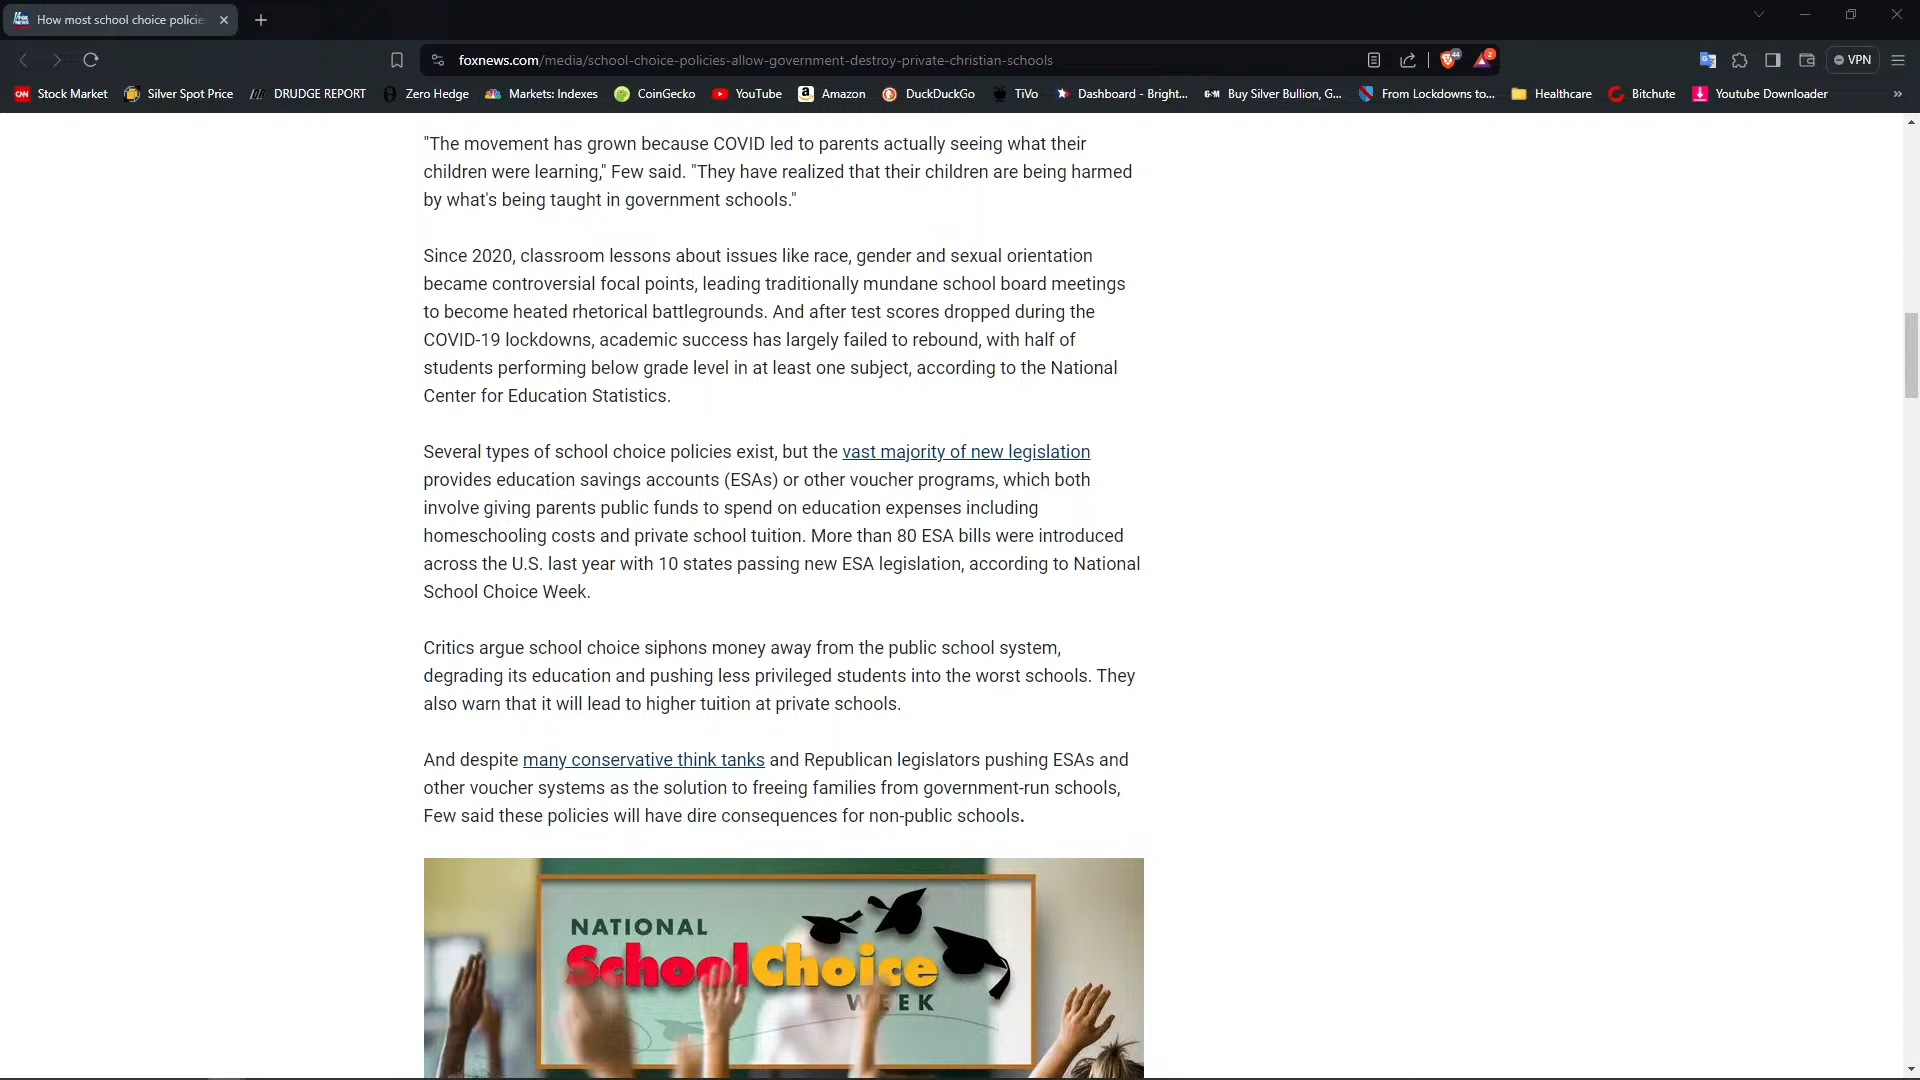 How most school choice policie
foxnews.com/media/school-choice-policies-allow-government-destroy-private-christian-schools
44
2
VPN
CNN Stock Market
Silver Spot Price
DR DRUDGE REPORT
Zero Hedge
Markets: Indexes
CoinGecko
YouTube
Amazon
DuckDuckGo
TiVo
Dashboard - Bright...
Buy Silver Bullion, G...
From Lockdowns to...
Healthcare
Bitchute
Youtube Downloader
"The movement has grown because COVID led to parents actually seeing what their
children were learning," Few said. "They have realized that their children are being harmed
by what's being taught in government schools."
Since 2020, classroom lessons about issues like race, gender and sexual orientation
became controversial focal points, leading traditionally mundane school board meetings
to become heated rhetorical battlegrounds. And after test scores dropped during the
COVID-19 lockdowns, academic success has largely failed to rebound, with half of
students performing below grade level in at least one subject, according to the National
Center for Education Statistics.
Several types of school choice policies exist, but the vast majority of new legislation
provides education savings accounts (ESAs) or other voucher programs, which both
involve giving parents public funds to spend on education expenses including
homeschooling costs and private school tuition. More than 80 ESA bills were introduced
across the U.S. last year with 10 states passing new ESA legislation, according to National
School Choice Week.
Critics argue school choice siphons money away from the public school system,
degrading its education and pushing less privileged students into the worst schools. They
also warn that it will lead to higher tuition at private schools.
And despite many conservative think tanks and Republican legislators pushing ESAs and
other voucher systems as the solution to freeing families from government-run schools,
Few said these policies will have dire consequences for non-public schools.
NATIONAL
SchoolChoice
WEEK